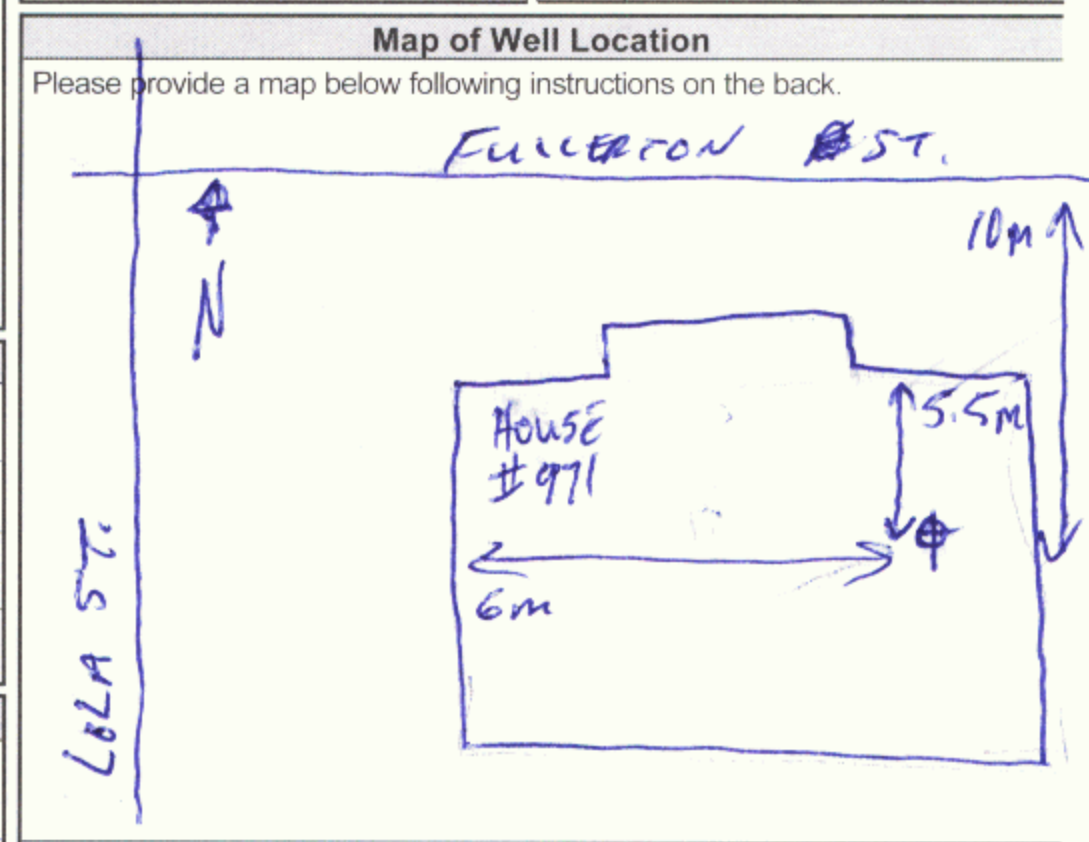 Map of Well Location
Please provide a map below following instructions on the back.
FULLERTON ST.
10m
N
5.5m
HOUSE
#971
6m
LOLA ST.